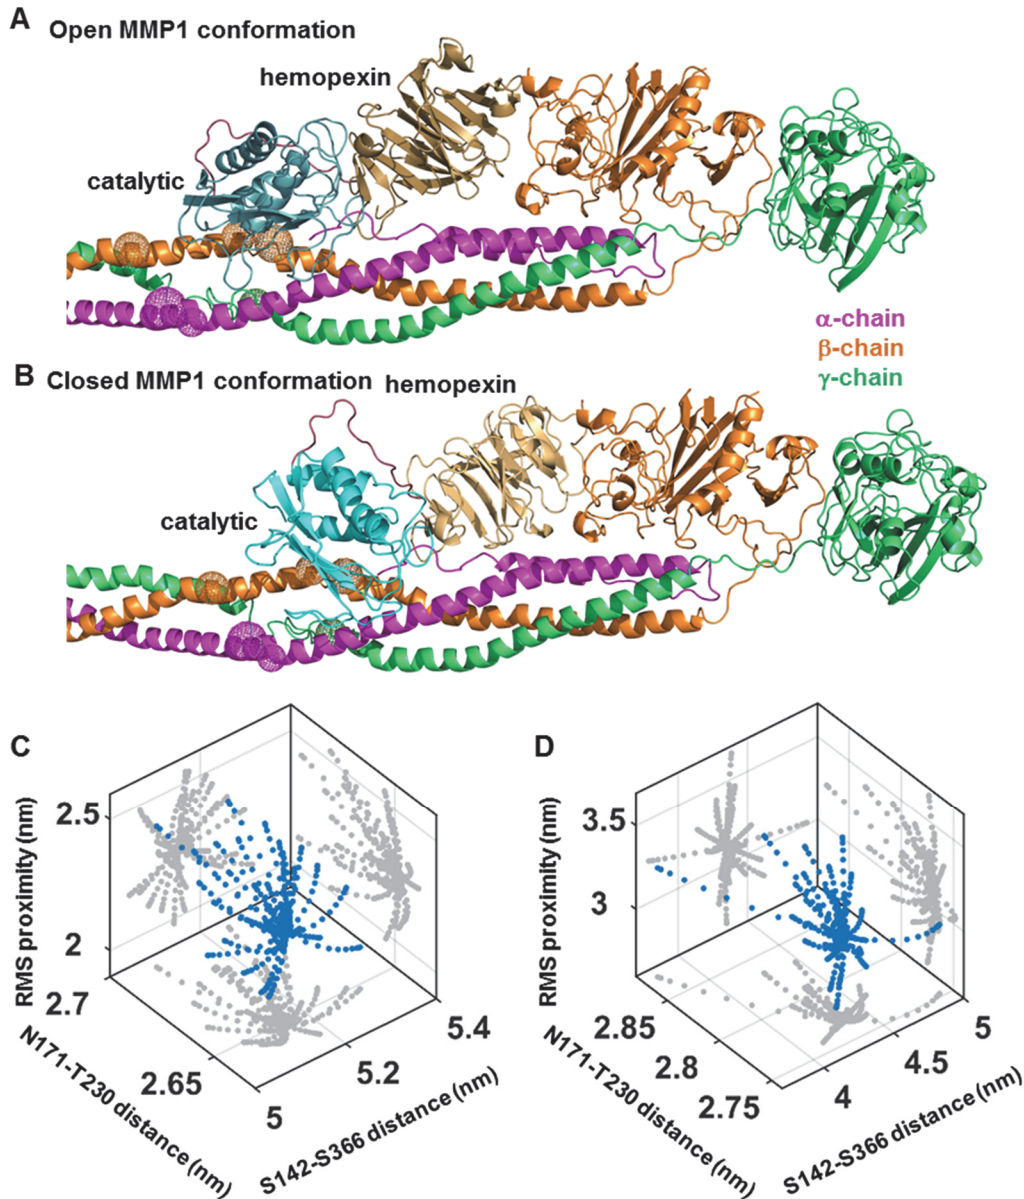 A Open MMP1 conformation
hemopexin
catalytic
α-chain
β-chain
γ-chain
B Closed MMP1 conformation hemopexin
catalytic
C
RMS proximity (nm)
2.5
2
2.7
2.65
5
5.2
5.4
N171-T230 distance (nm)
S142-S366 distance (nm)
D
RMS proximity (nm)
3.5
3
2.85
2.8
2.75
4
4.5
5
N171-T230 distance (nm)
S142-S366 distance (nm)